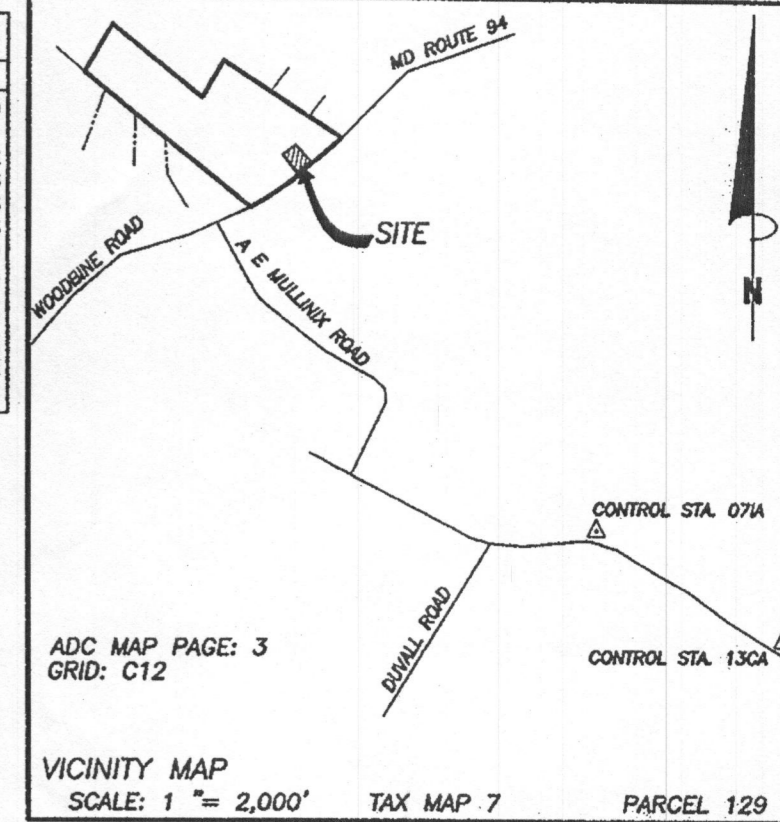 MD ROUTE 94
SITE
WOODBINE ROAD
A E MULLINIX ROAD
N
CONTROL STA. 071A
DUVALL ROAD
CONTROL STA. 13CA
ADC MAP PAGE: 3
GRID: C12
VICINITY MAP
SCALE: 1 "= 2,000' TAX MAP 7 PARCEL 129